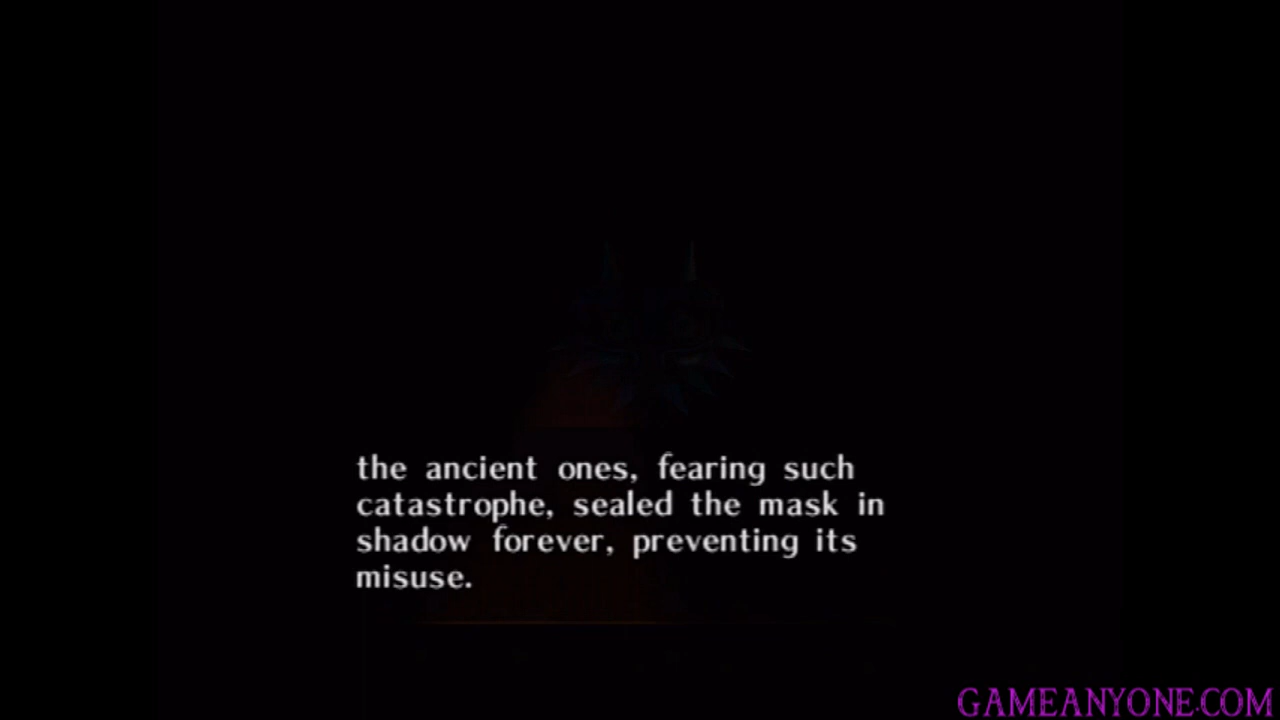 the ancient ones, fearing such
catastrophe, sealed the mask in
shadow forever, preventing its
misuse.
GAMEANYONE.COM